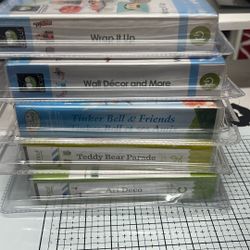 Wrap It Up
Wall Décor and More
Tinker Bell & Friends
Teddy Bear Parade
Art Deco